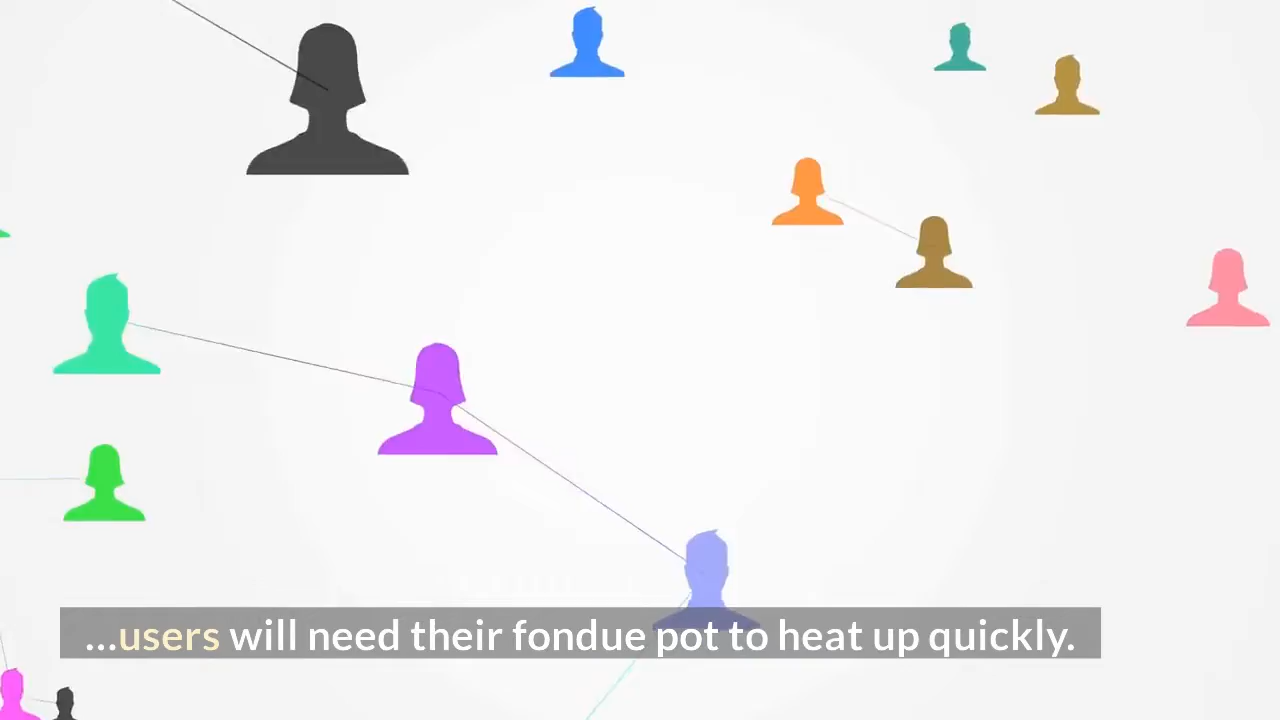 ...users will need their fondue pot to heat up quickly.